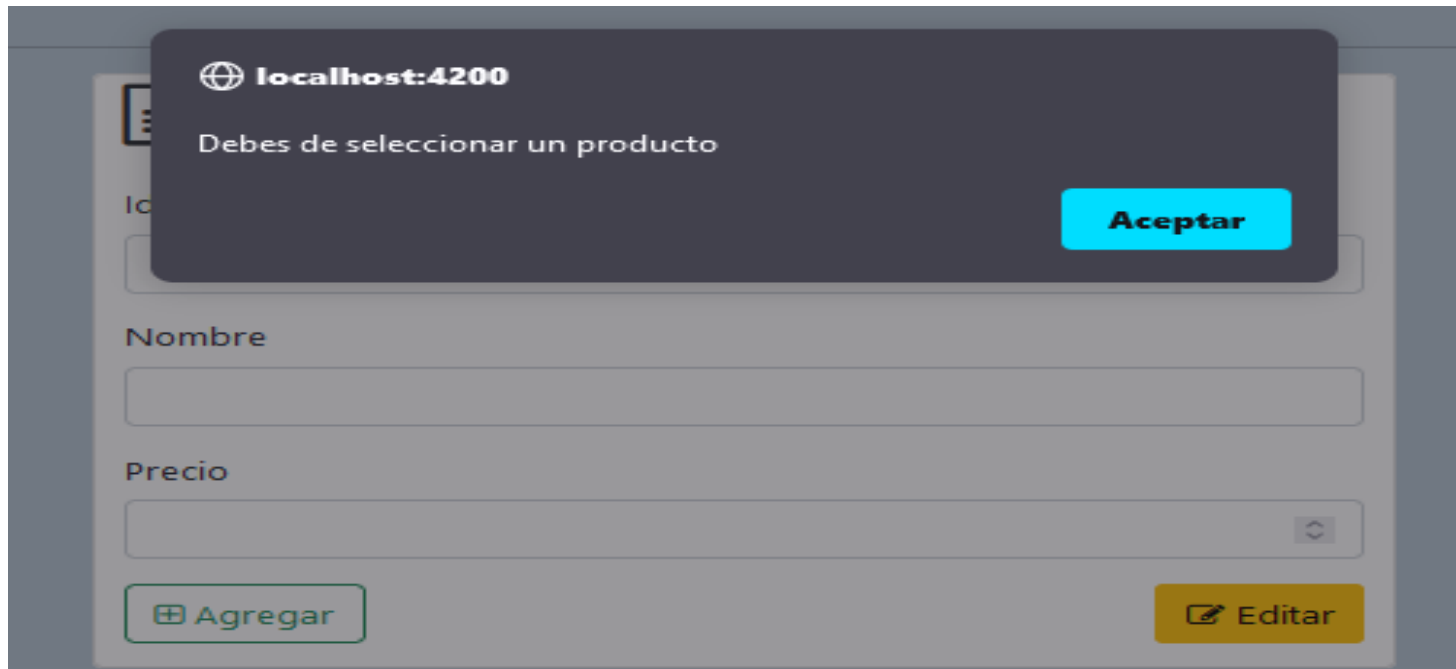 localhost:4200
Debes de seleccionar un producto
Aceptar
Nombre
Precio
Agregar
Editar